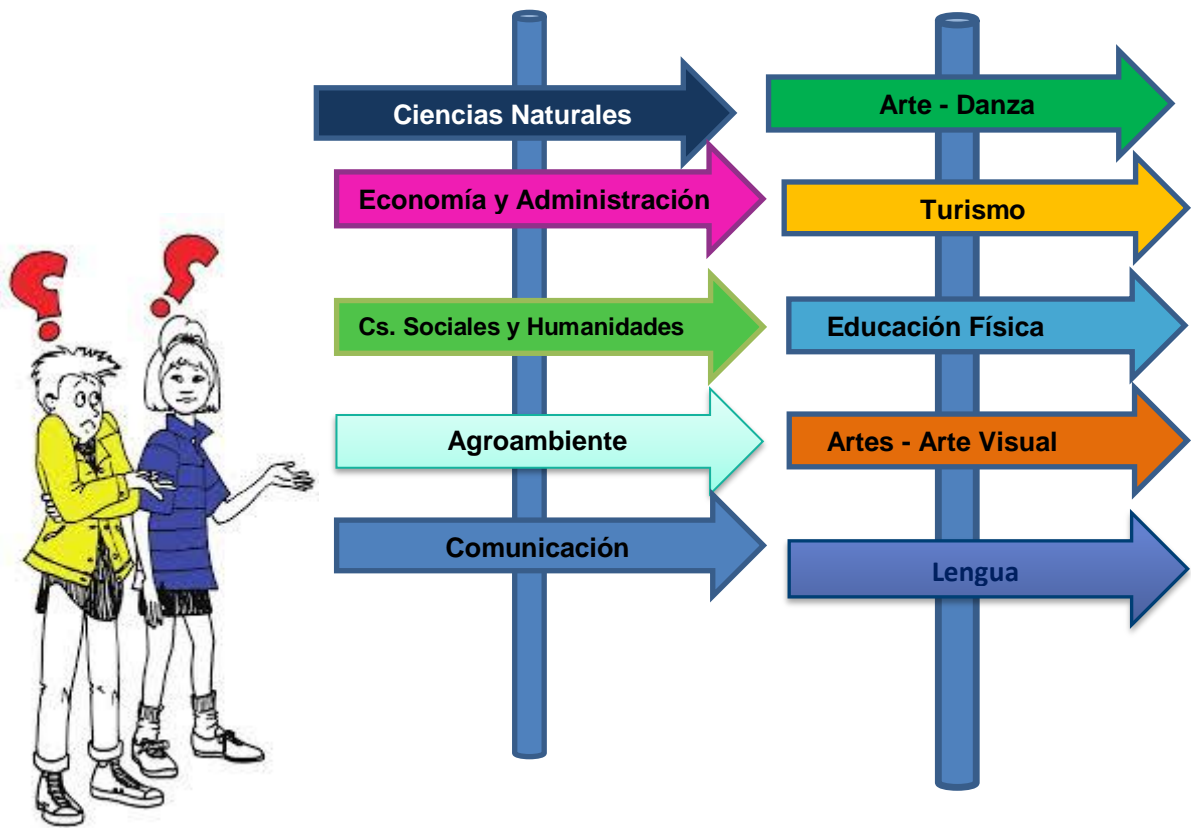 Ciencias Naturales
Economía y Administración
Cs. Sociales y Humanidades
Agroambiente
Comunicación
Arte - Danza
Turismo
Educación Física
Artes - Arte Visual
Lengua
? ?